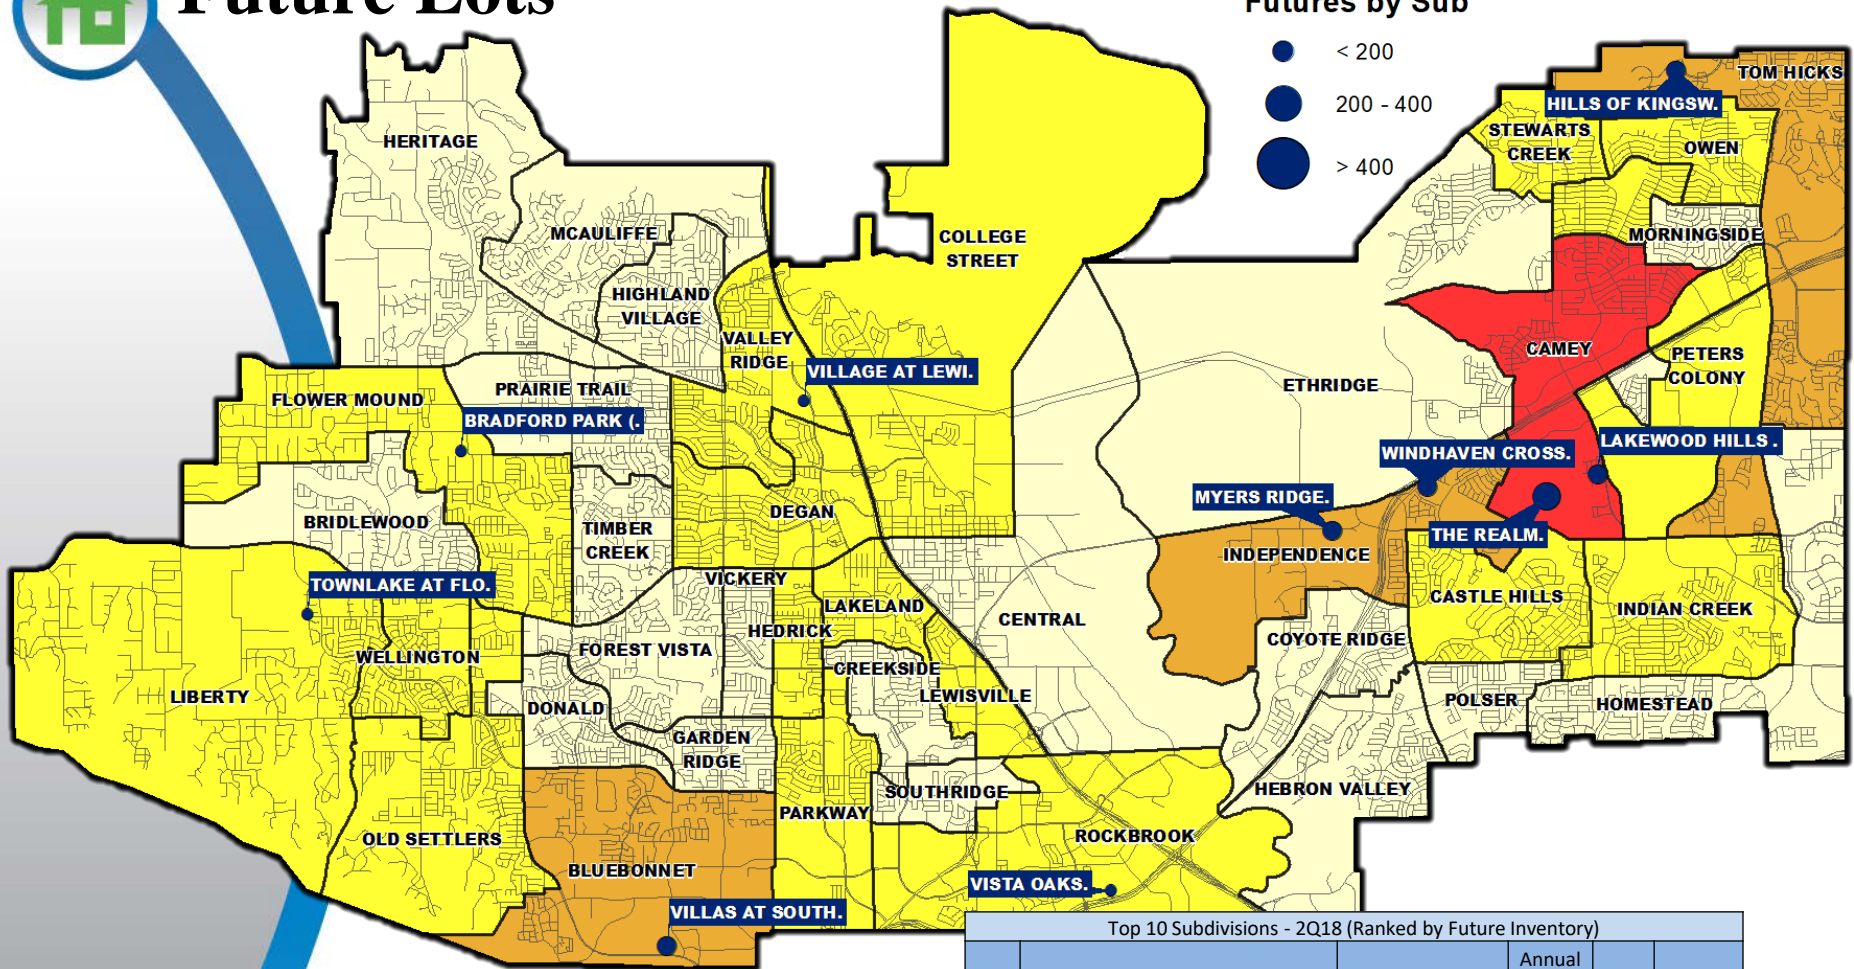 Future Lots
Futures by Sub
< 200
200 - 400
> 400
TOM HICKS
HILLS OF KINGSW.
STEWARTS
CREEK
OWEN
HERITAGE
MCAULIFFE
COLLEGE
STREET
MORNINGSIDE
HIGHLAND
VILLAGE
VALLEY
RIDGE
CAMEY
PETERS
COLONY
VILLAGE AT LEWI.
ETHRIDGE
PRAIRIE TRAIL
FLOWER MOUND
BRADFORD PARK (.
LAKEWOOD HILLS .
WINDHAVEN CROSS.
MYERS RIDGE.
DEGAN
BRIDLEWOOD
TIMBER
CREEK
THE REALM.
INDEPENDENCE
TOWNLAKE AT FLO.
VICKERY
LAKELAND
CASTLE HILLS
INDIAN CREEK
CENTRAL
HEDRICK
COYOTE RIDGE
FOREST VISTA
WELLINGTON
CREEKSIDE
LIBERTY
LEWISVILLE
POLSER
HOMESTEAD
DONALD
GARDEN
RIDGE
SOUTHRIDGE
HEBRON VALLEY
PARKWAY
OLD SETTLERS
ROCKBROOK
BLUEBONNET
VISTA OAKS.
VILLAS AT SOUTH.
Top 10 Subdivisions - 2Q18 (Ranked by Future Inventory)
Annual